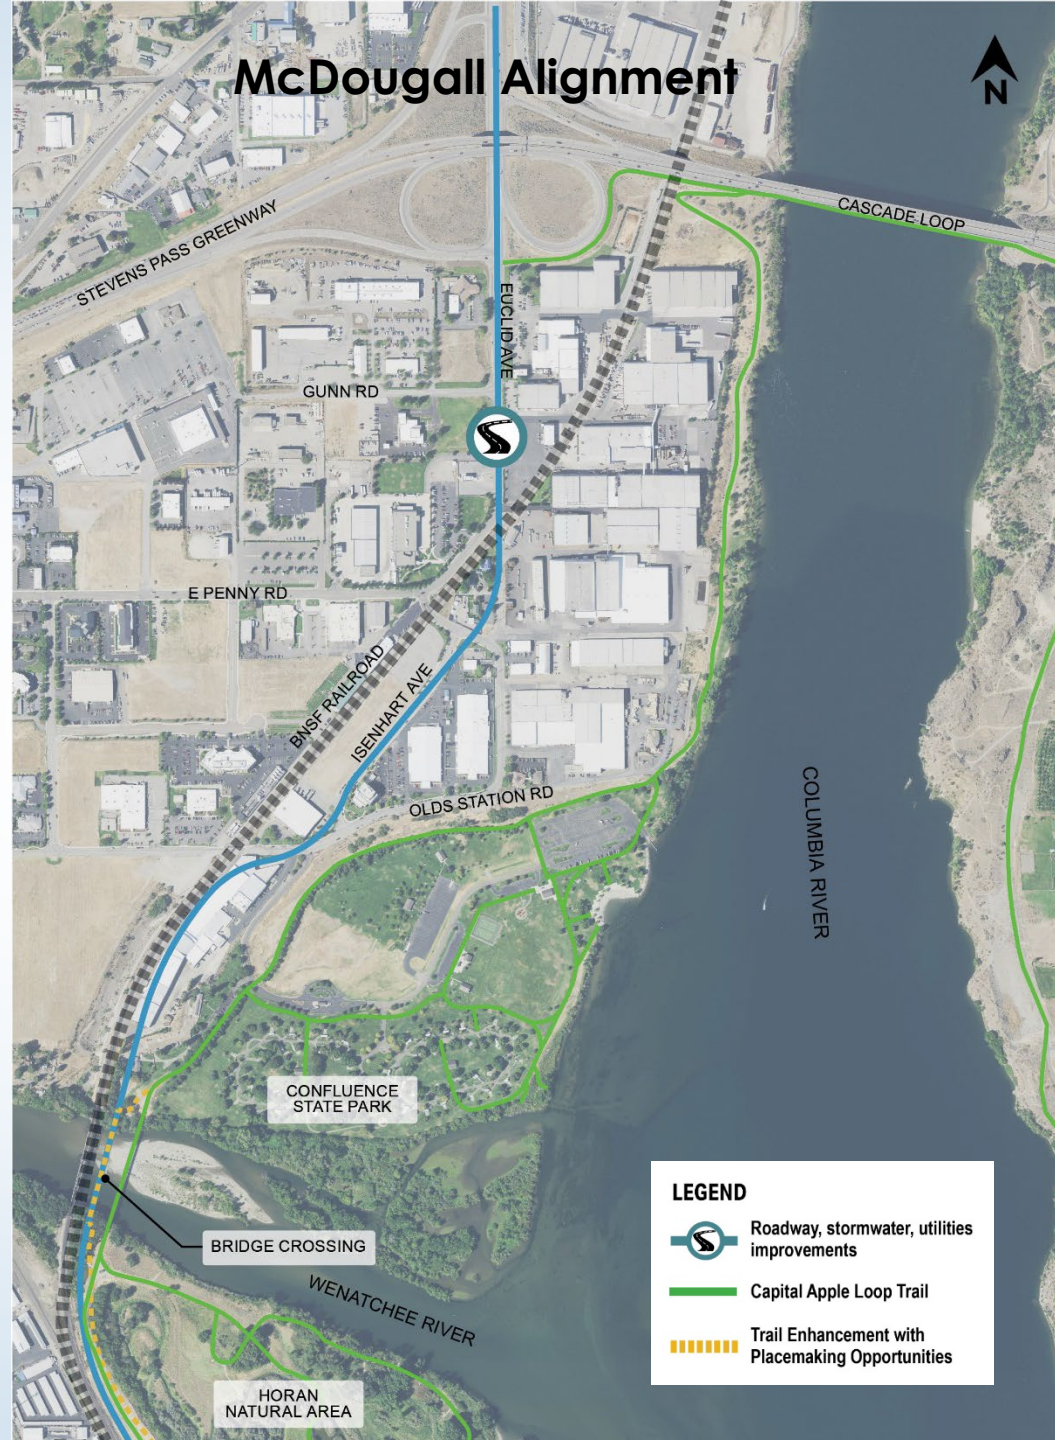 McDougall Alignment
N
CASCADE LOOP
STEVENS PASS GREENWAY
EUCLID AVE
GUNN RD
E PENNY RD
BNSF RAILROAD
ISENHART AVE
OLDS STATION RD
COLUMBIA RIVER
CONFLUENCE
STATE PARK
BRIDGE CROSSING
WENATCHEE RIVER
HORAN
NATURAL AREA
LEGEND
Roadway, stormwater, utilities
improvements
Capital Apple Loop Trail
Trail Enhancement with
Placemaking Opportunities